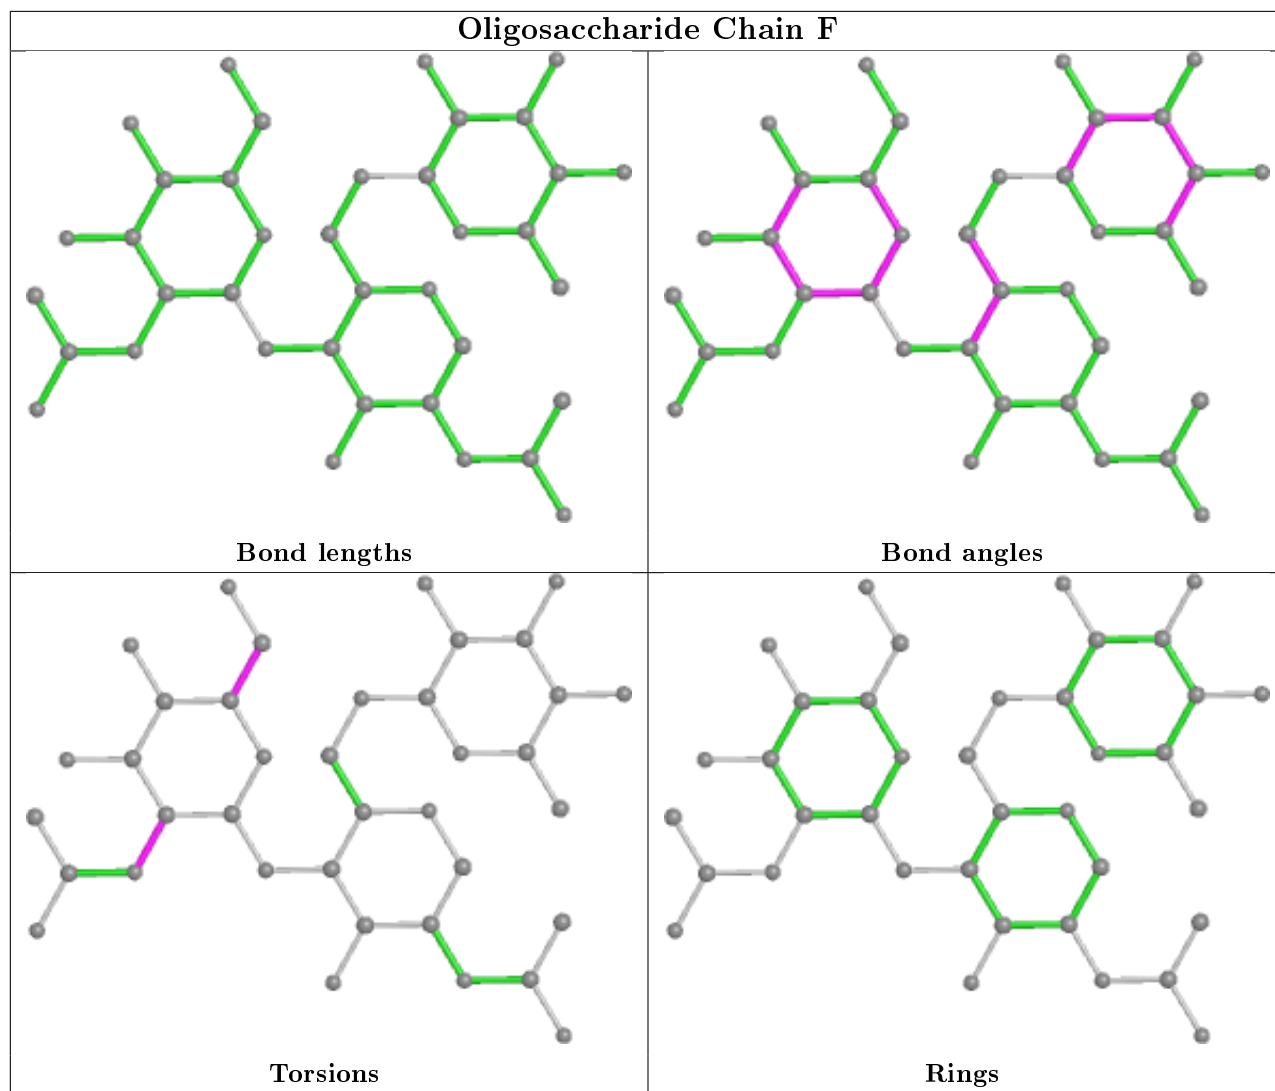 Oligosaccharide Chain F
Bond lengths
Bond angles
Torsions
Rings